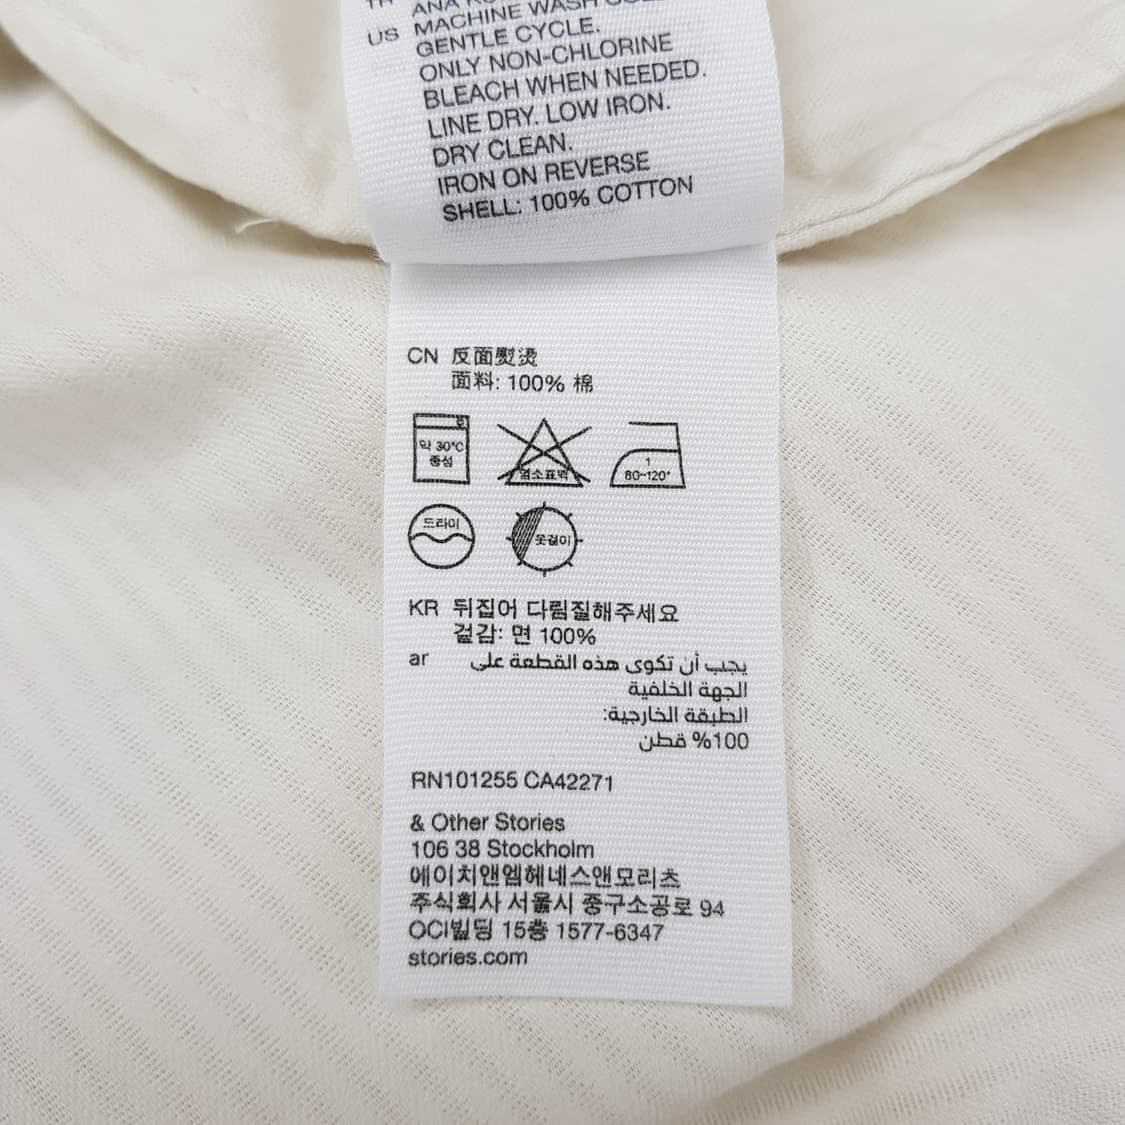 US MACHINE WASH
GENTLE CYCLE.
ONLY NON-CHLORINE
BLEACH WHEN NEEDED.
LINE DRY. LOW IRON.
DRY CLEAN.
IRON ON REVERSE
SHELL: 100% COTTON
CN 反面熨烫
面料: 100% 棉
약 30°C
중성
염소표백
1
80~120°
드라이
옷걸이
KR 뒤집어 다림질해주세요
겉감: 면 100%
ar يجب أن تكوى هذه القطعة على
الجهة الخلفية
الطبقة الخارجية:
100% قطن
RN101255 CA42271
& Other Stories
106 38 Stockholm
에이치앤엠헤네스앤모리츠
주식회사 서울시 중구소공로 94
OCI빌딩 15층 1577-6347
stories.com